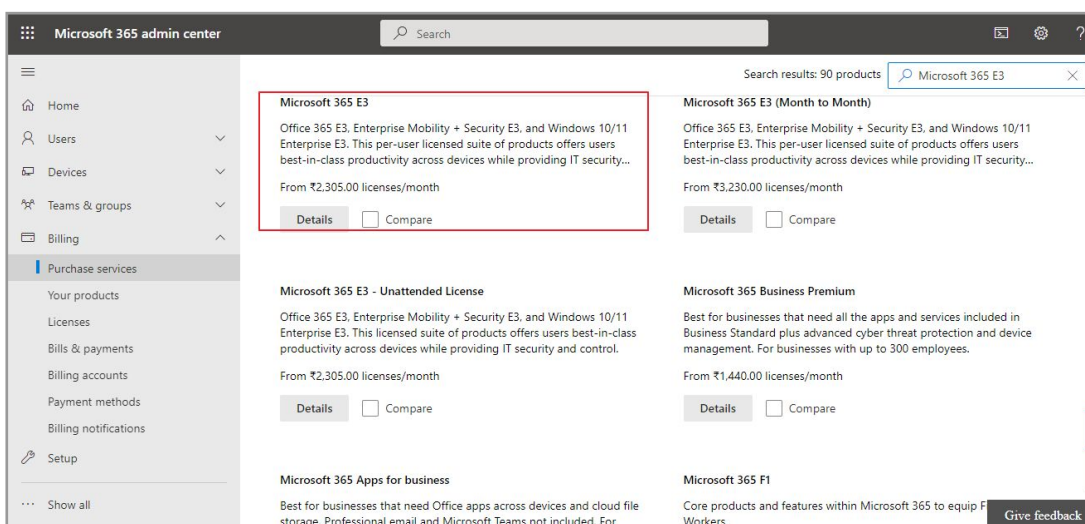 Microsoft 365 admin center
Search
?
Home
Users
Devices
Teams & groups
Billing
Purchase services
Your products
Licenses
Bills & payments
Billing accounts
Payment methods
Billing notifications
Setup
Show all
Search results: 90 products
Microsoft 365 E3
Microsoft 365 E3
Office 365 E3, Enterprise Mobility + Security E3, and Windows 10/11
Enterprise E3. This per-user licensed suite of products offers users
best-in-class productivity across devices while providing IT security...
From ₹2,305.00 licenses/month
Details
Compare
Microsoft 365 E3 (Month to Month)
Office 365 E3, Enterprise Mobility + Security E3, and Windows 10/11
Enterprise E3. This per-user licensed suite of products offers users
best-in-class productivity across devices while providing IT security...
From ₹3,230.00 licenses/month
Details
Compare
Microsoft 365 E3 - Unattended License
Office 365 E3, Enterprise Mobility + Security E3, and Windows 10/11
Enterprise E3. This licensed suite of products offers users best-in-class
productivity across devices while providing IT security and control.
From ₹2,305.00 licenses/month
Details
Compare
Microsoft 365 Business Premium
Best for businesses that need all the apps and services included in
Business Standard plus advanced cyber threat protection and device
management. For businesses with up to 300 employees.
From ₹1,440.00 licenses/month
Details
Compare
Microsoft 365 Apps for business
Best for businesses that need Office apps across devices and cloud file
storage. Professional email and Microsoft Teams not included. For
Microsoft 365 F1
Core products and features within Microsoft 365 to equip F
Workers
Give feedback